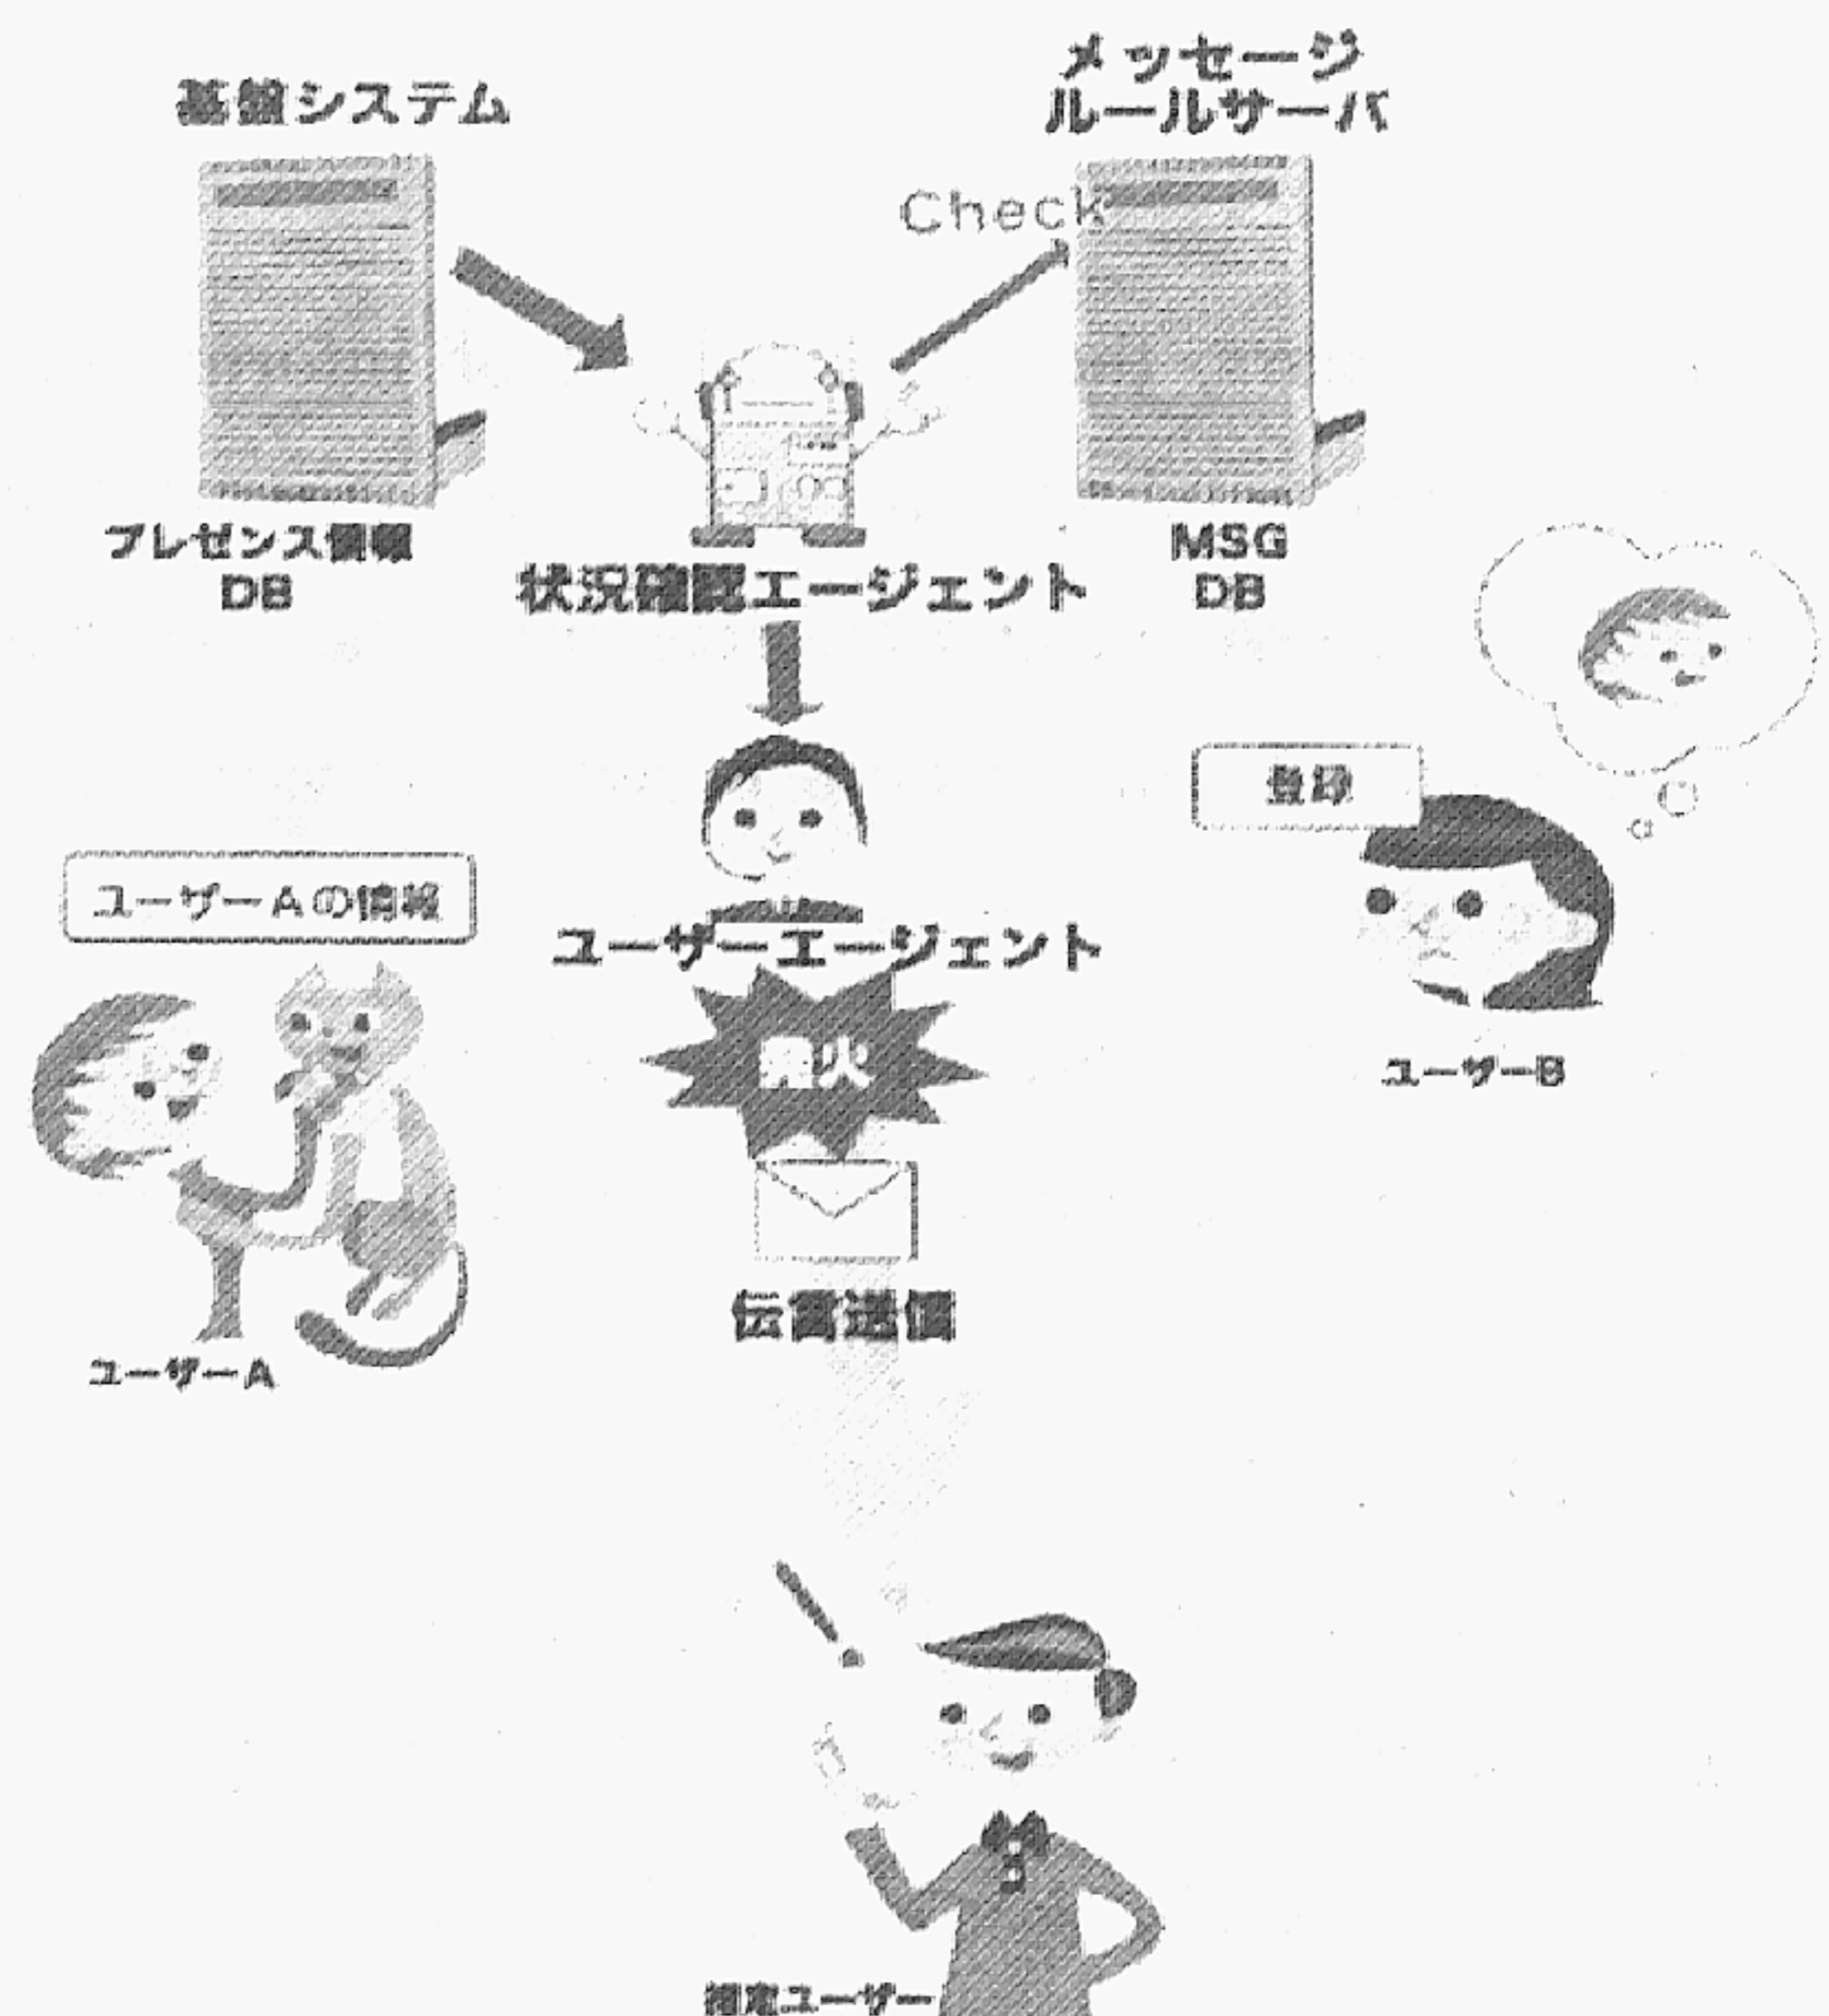 基盤システム
メッセージ
ルールサーバ
Check
プレゼンス情報
DB
状況確認エージェント
MSG
DB
登録
ユーザーAの情報
ユーザーエージェント
発火
ユーザーB
伝言送信
ユーザーA
指定ユーザー